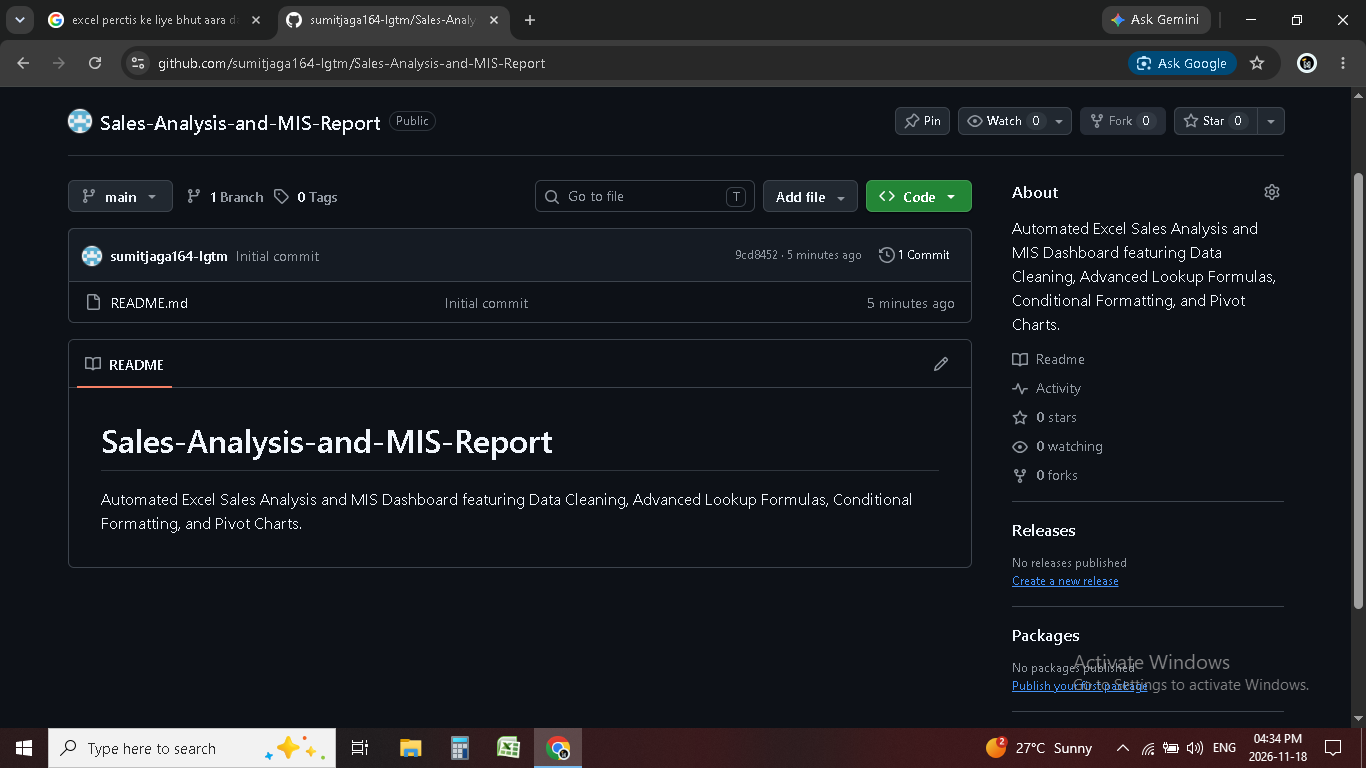 excel perctis ke liye bhut aara d
sumitjaga164-lgtm/Sales-Analy
Ask Gemini
github.com/sumitjaga164-lgtm/Sales-Analysis-and-MIS-Report
Ask Google
Sales-Analysis-and-MIS-Report
Public
Pin
Watch 0
Fork 0
Star 0
main
1 Branch
0 Tags
Go to file
T
Add file
Code
sumitjaga164-lgtm Initial commit
9cd8452 · 5 minutes ago
1 Commit
README.md
Initial commit
5 minutes ago
README
Sales-Analysis-and-MIS-Report
Automated Excel Sales Analysis and MIS Dashboard featuring Data Cleaning, Advanced Lookup Formulas, Conditional
Formatting, and Pivot Charts.
About
Automated Excel Sales Analysis and
MIS Dashboard featuring Data
Cleaning, Advanced Lookup Formulas,
Conditional Formatting, and Pivot
Charts.
Readme
Activity
0 stars
0 watching
0 forks
Releases
No releases published
Create a new release
Packages
No packages published
Publish your first package
Activate Windows
Go to Settings to activate Windows.
Type here to search
2
27°C Sunny
ENG
04:34 PM
2026-11-18